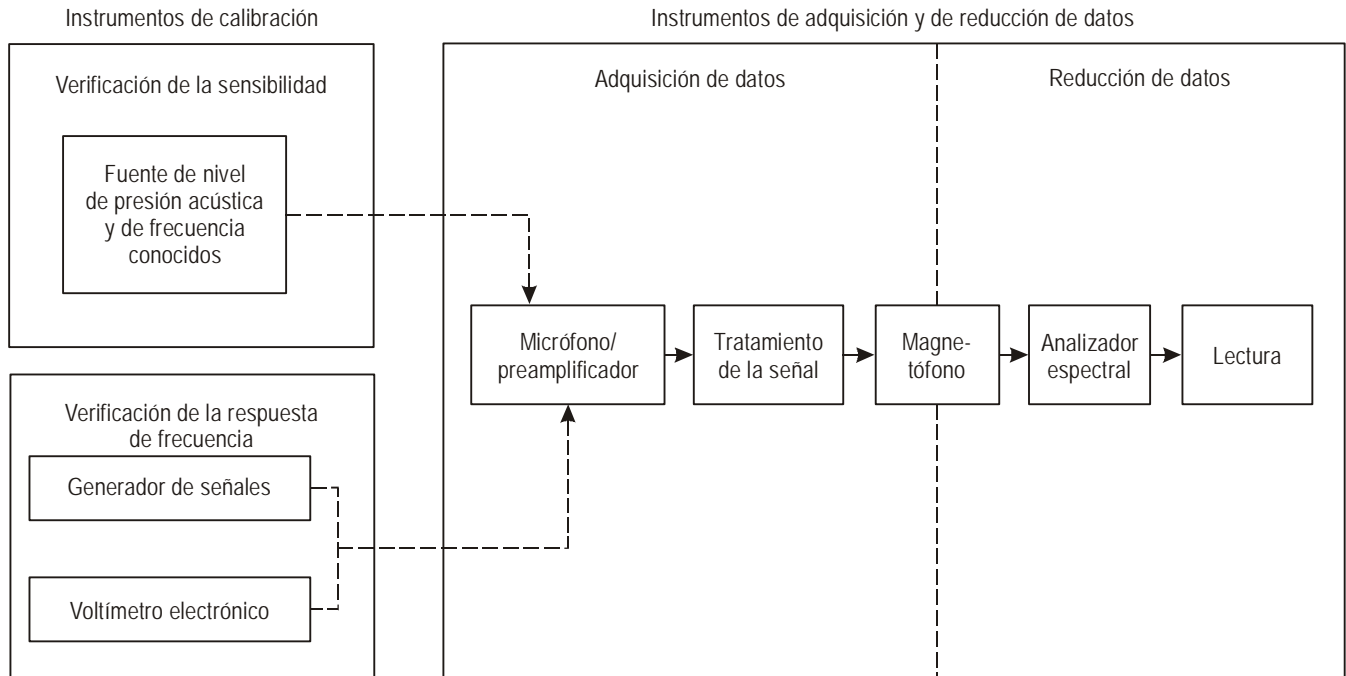 Instrumentos de calibración
Instrumentos de adquisición y de reducción de datos
Verificación de la sensibilidad
Fuente de nivel
de presión acústica
y de frecuencia
conocidos
Verificación de la respuesta
de frecuencia
Generador de señales
Voltímetro electrónico
Adquisición de datos
Reducción de datos
Micrófono/
preamplificador
Tratamiento
de la señal
Magne-
tófono
Analizador
espectral
Lectura